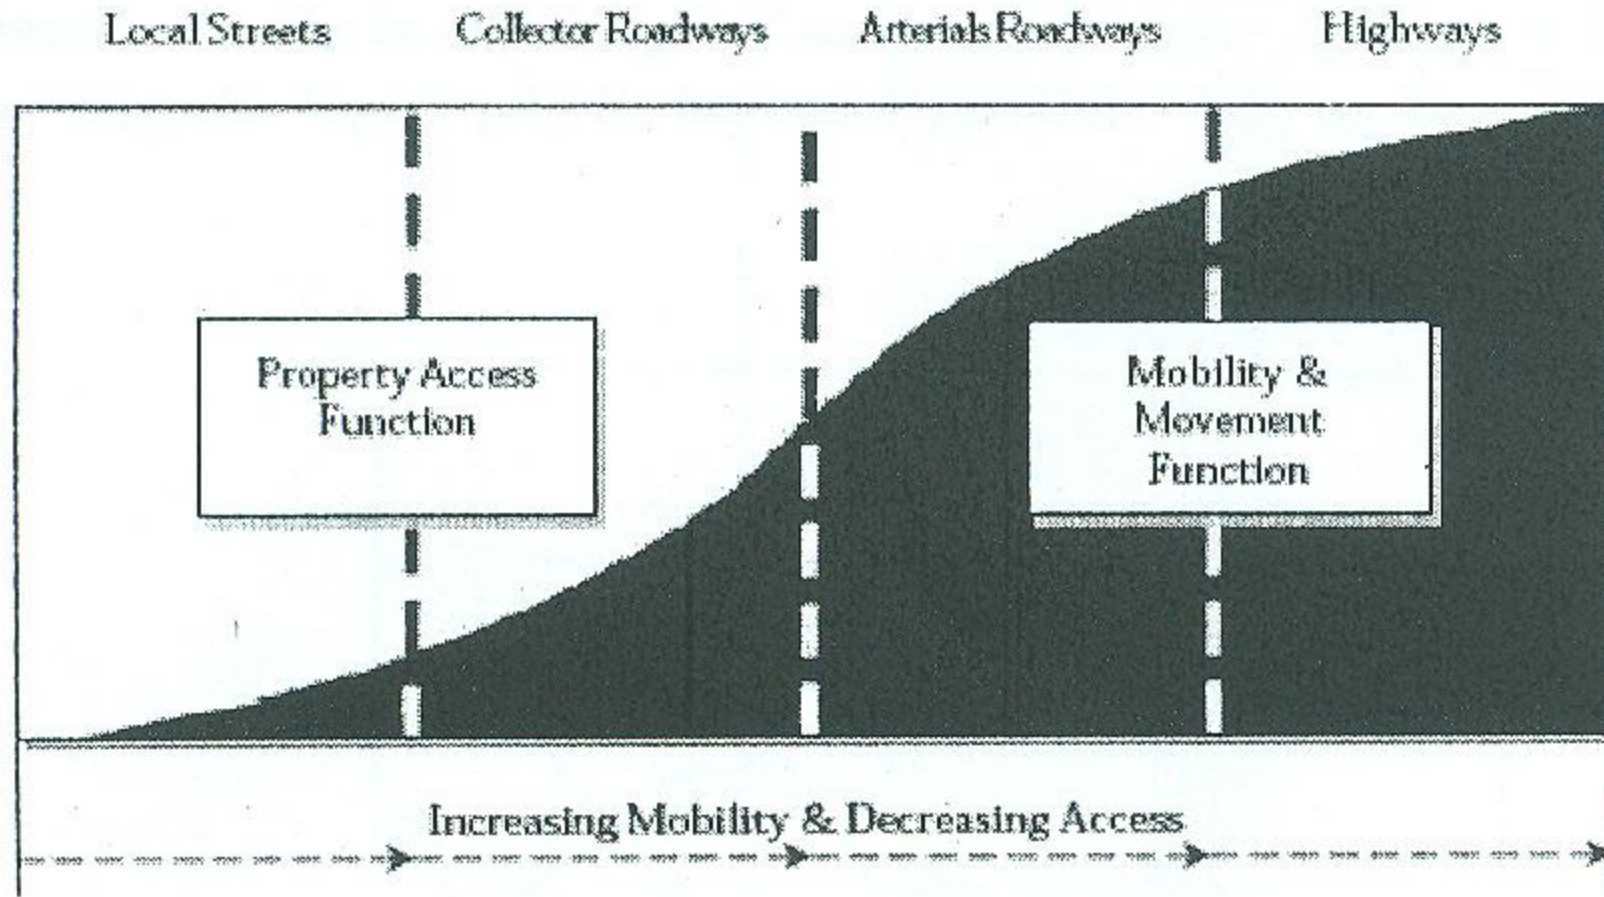 Local Streets
Collector Roadways
Arterials Roadways
Highways
Property Access
Function
Mobility &
Movement
Function
Increasing Mobility & Decreasing Access